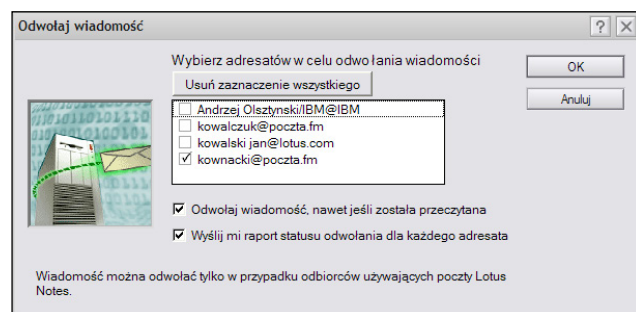 Odwołaj wiadomość
Wybierz adresatów w celu odwołania wiadomości
OK
Usuń zaznaczenie wszystkiego
Anuluj
Andrzej Olsztynski/IBM@IBM
kowalczuk@poczta.fm
kowalski jan@lotus.com
kownacki@poczta.fm
Odwołaj wiadomość, nawet jeśli została przeczytana
Wyślij mi raport statusu odwołania dla każdego adresata
Wiadomość można odwołać tylko w przypadku odbiorców używających poczty Lotus
Notes.